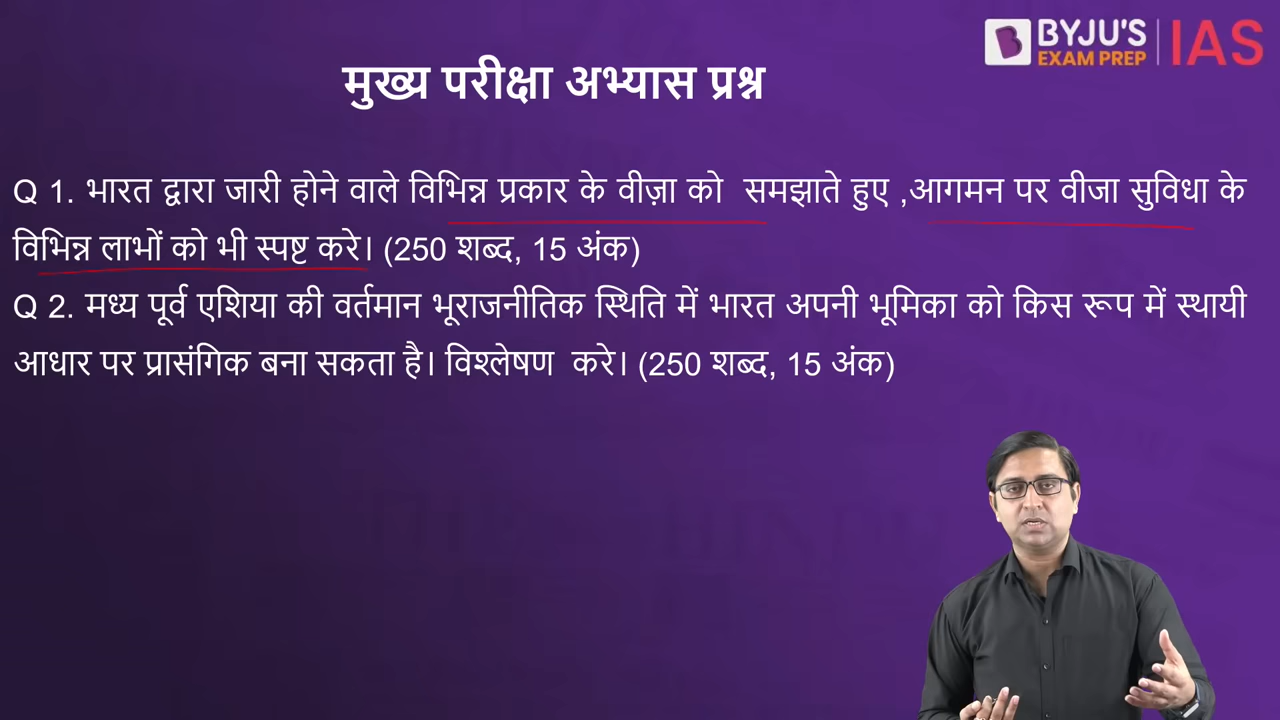 BYJU'S
EXAM PREP
IAS
मुख्य परीक्षा अभ्यास प्रश्न
Q 1. भारत द्वारा जारी होने वाले विभिन्न प्रकार के वीज़ा को समझाते हुए ,आगमन पर वीजा सुविधा के
विभिन्न लाभों को भी स्पष्ट करे। (250 शब्द, 15 अंक)
Q 2. मध्य पूर्व एशिया की वर्तमान भूराजनीतिक स्थिति में भारत अपनी भूमिका को किस रूप में स्थायी
आधार पर प्रासंगिक बना सकता है। विश्लेषण करे। (250 शब्द, 15 अंक)